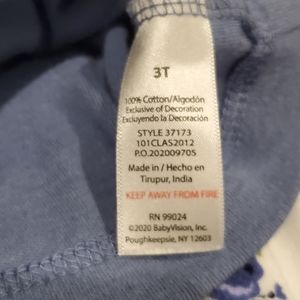 3T
100% Cotton/Algodón
Exclusive of Decoration
Excluyendo la Decoración
STYLE 37173
101CLAS2012
P.O.202009705
Made in / Hecho en
Tirupur, India
KEEP AWAY FROM FIRE
RN 99024
©2020 BabyVision, Inc.
Poughkeepsie, NY 12603